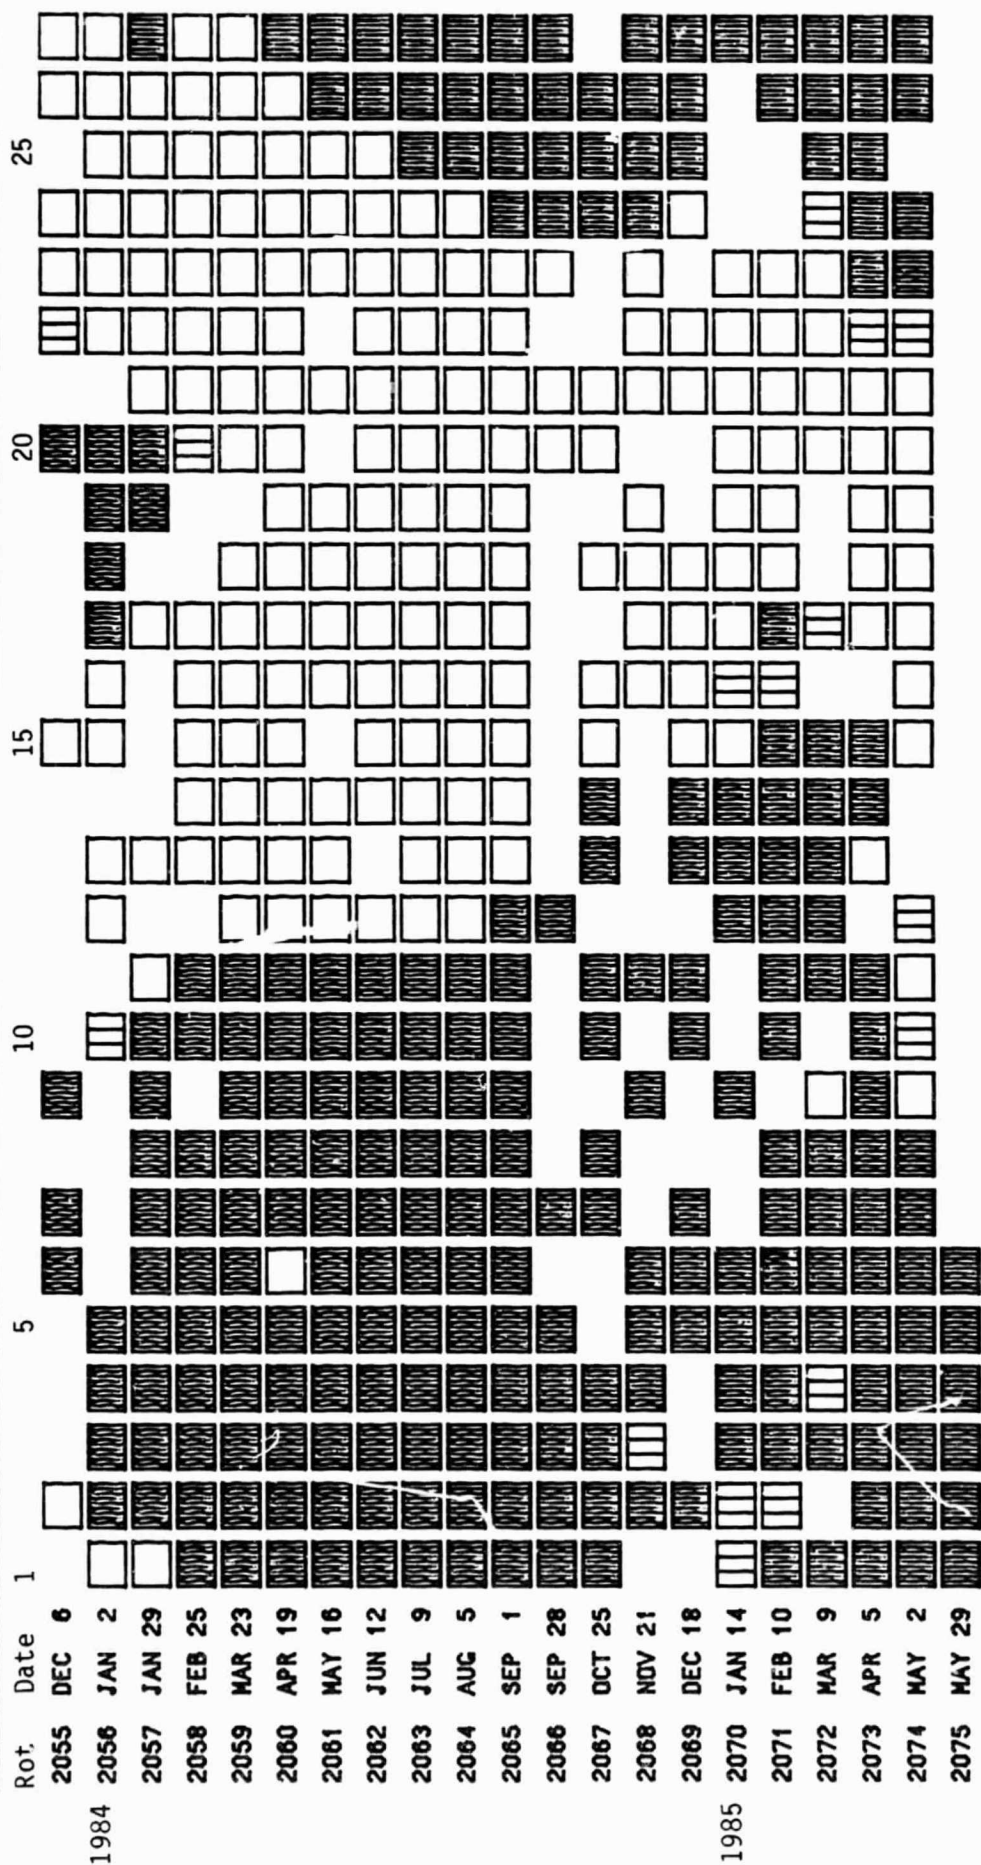 Rot. Date 1 5 10 15 20 25
2055 DEC 6
1984
2056 JAN 2
2057 JAN 29
2058 FEB 25
2059 MAR 23
2060 APR 19
2061 MAY 16
2062 JUN 12
2063 JUL 9
2064 AUG 5
2065 SEP 1
2066 SEP 28
2067 OCT 25
2068 NOV 21
2069 DEC 18
1985
2070 JAN 14
2071 FEB 10
2072 MAR 9
2073 APR 5
2074 MAY 2
2075 MAY 29